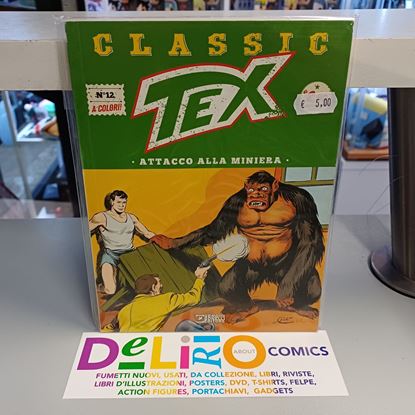 CLASSIC
N°12
A COLORI!
TEX
€ 5,00
• ATTACCO ALLA MINIERA •
DeLiRiO ABOUT COMICS
FUMETTI NUOVI, USATI, DA COLLEZIONE, LIBRI, RIVISTE,
LIBRI D'ILLUSTRAZIONI, POSTERS, DVD, T-SHIRTS, FELPE,
ACTION FIGURES, PORTACHIAVI, GADGETS